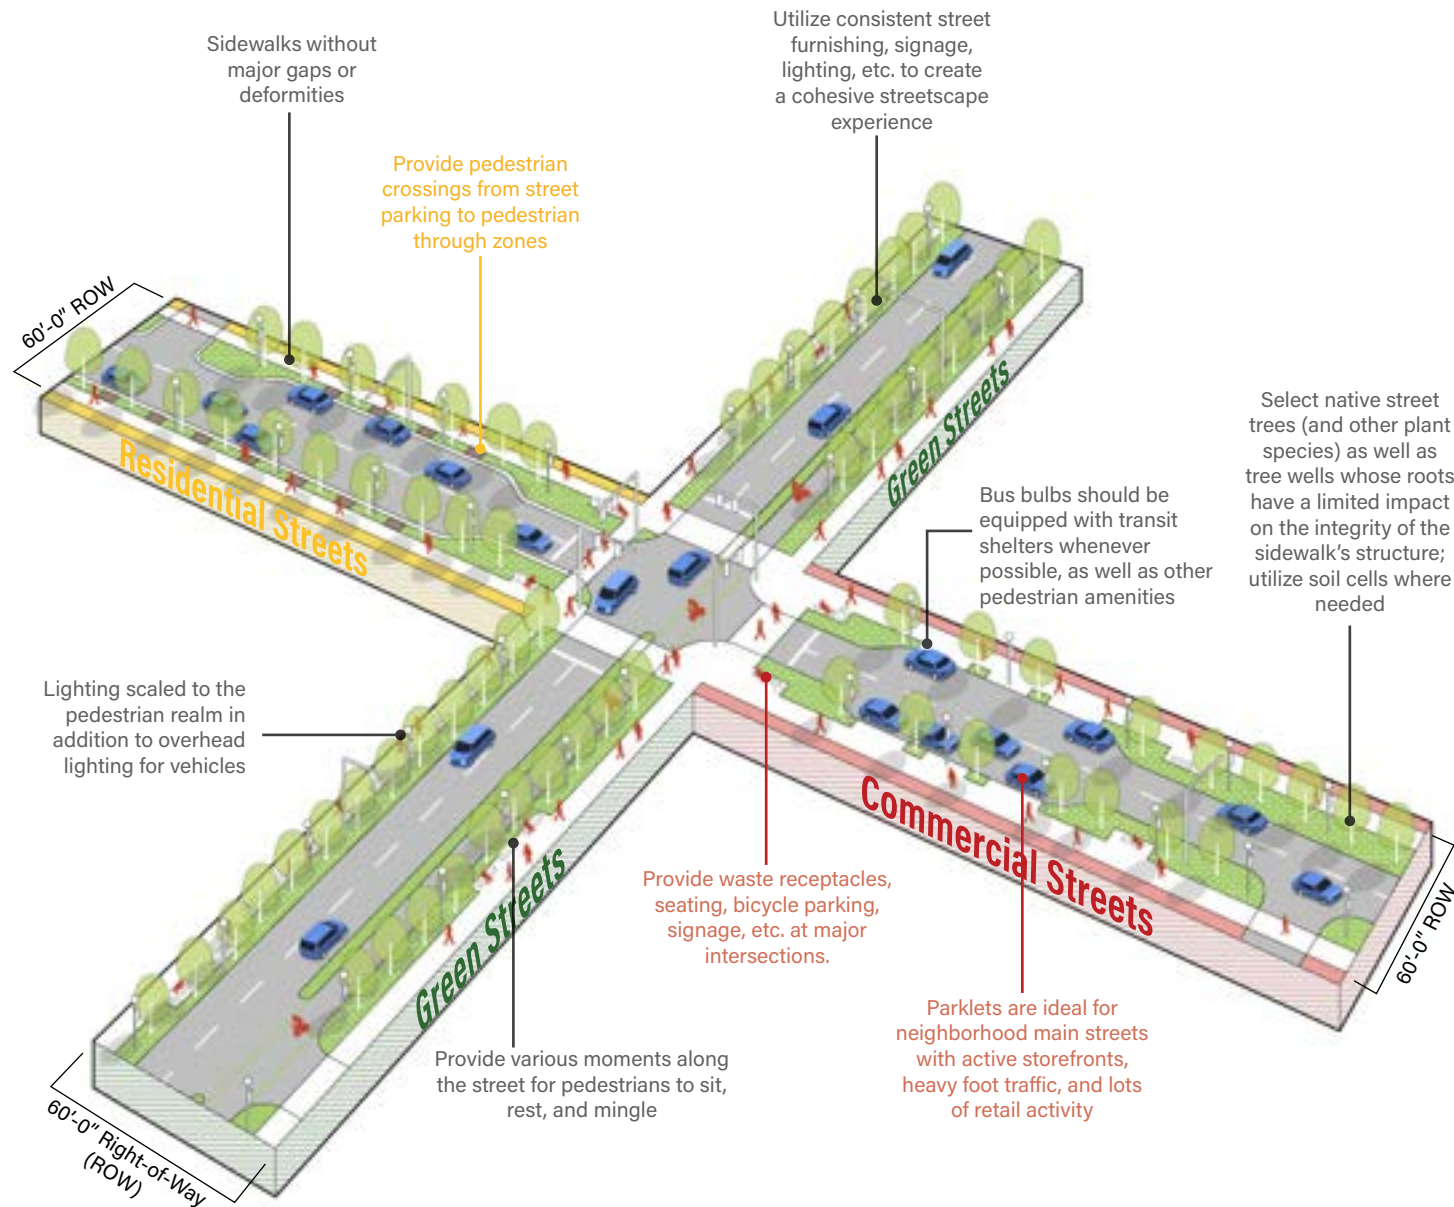 Sidewalks without
major gaps or
deformities
Utilize consistent street
furnishing, signage,
lighting, etc. to create
a cohesive streetscape
experience
Provide pedestrian
crossings from street
parking to pedestrian
through zones
60'-0" ROW
Residential Streets
Green Streets
Select native street
trees (and other plant
species) as well as
tree wells whose roots
have a limited impact
on the integrity of the
sidewalk's structure;
utilize soil cells where
needed
Bus bulbs should be
equipped with transit
shelters whenever
possible, as well as other
pedestrian amenities
Lighting scaled to the
pedestrian realm in
addition to overhead
lighting for vehicles
Commercial Streets
60'-0" ROW
Green Streets
Provide waste receptacles,
seating, bicycle parking,
signage, etc. at major
intersections.
Parklets are ideal for
neighborhood main streets
with active storefronts,
heavy foot traffic, and lots
of retail activity
Provide various moments along
the street for pedestrians to sit,
rest, and mingle
60'-0" Right-of-Way
(ROW)